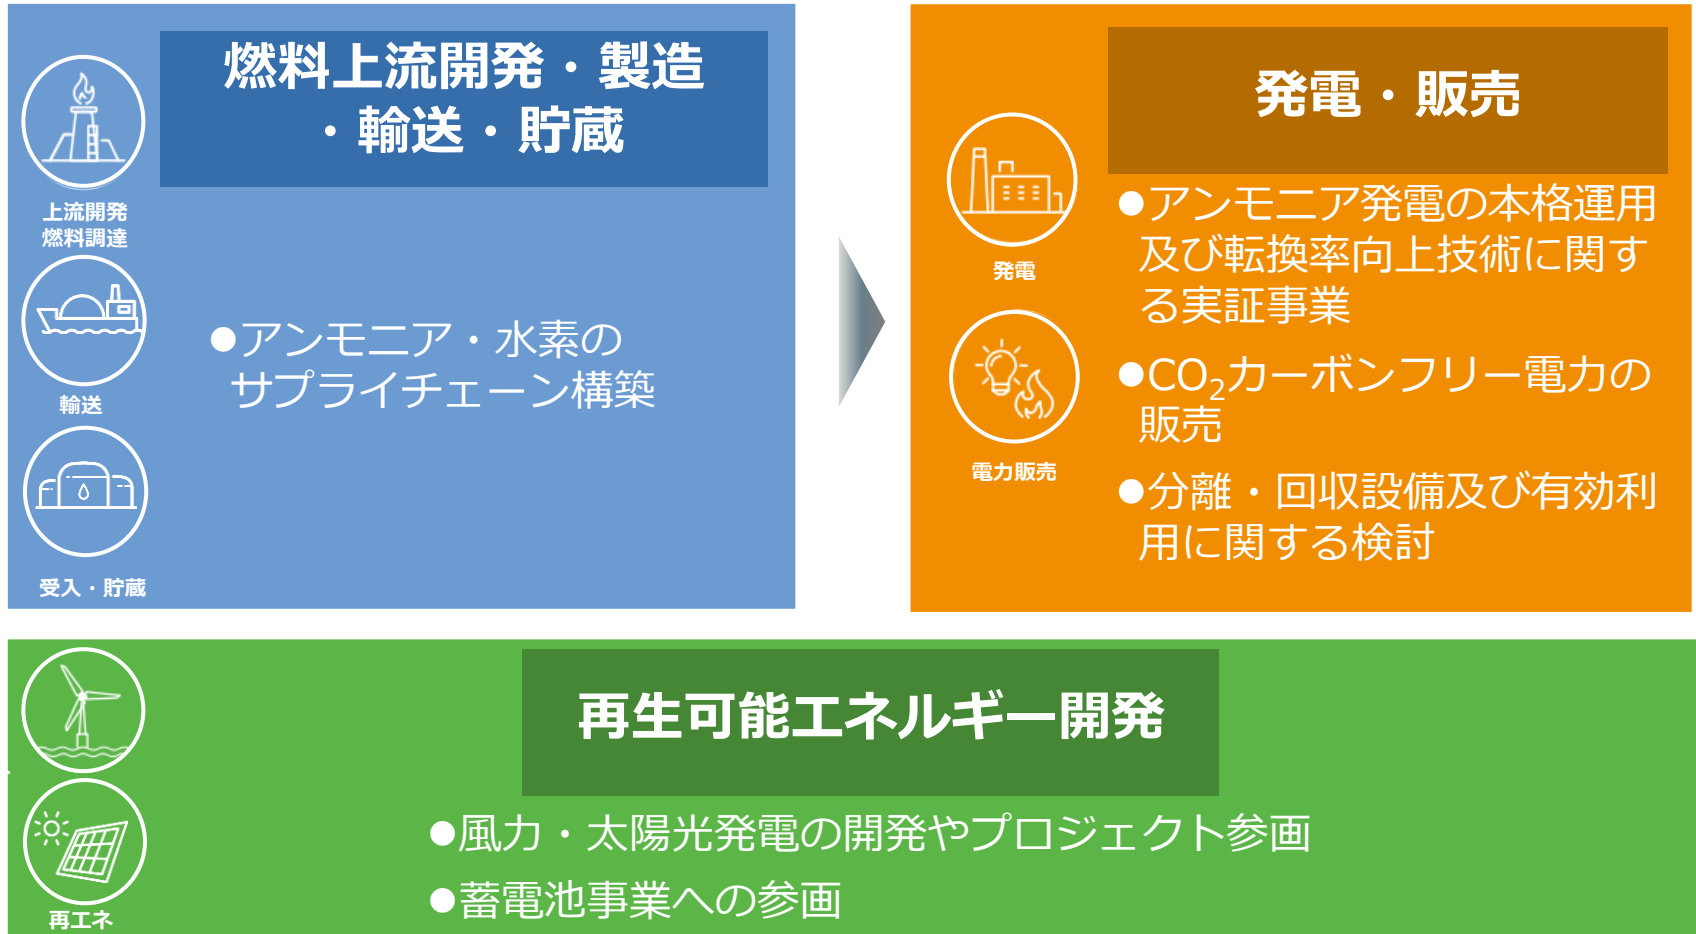 燃料上流開発・製造
・輸送・貯蔵
上流開発
燃料調達
輸送
受入・貯蔵
●アンモニア・水素の
サプライチェーン構築
発電・販売
発電
電力販売
●アンモニア発電の本格運用
及び転換率向上技術に関す
る実証事業
●CO₂カーボンフリー電力の
販売
●分離・回収設備及び有効利
用に関する検討
再生可能エネルギー開発
再エネ
●風力・太陽光発電の開発やプロジェクト参画
●蓄電池事業への参画